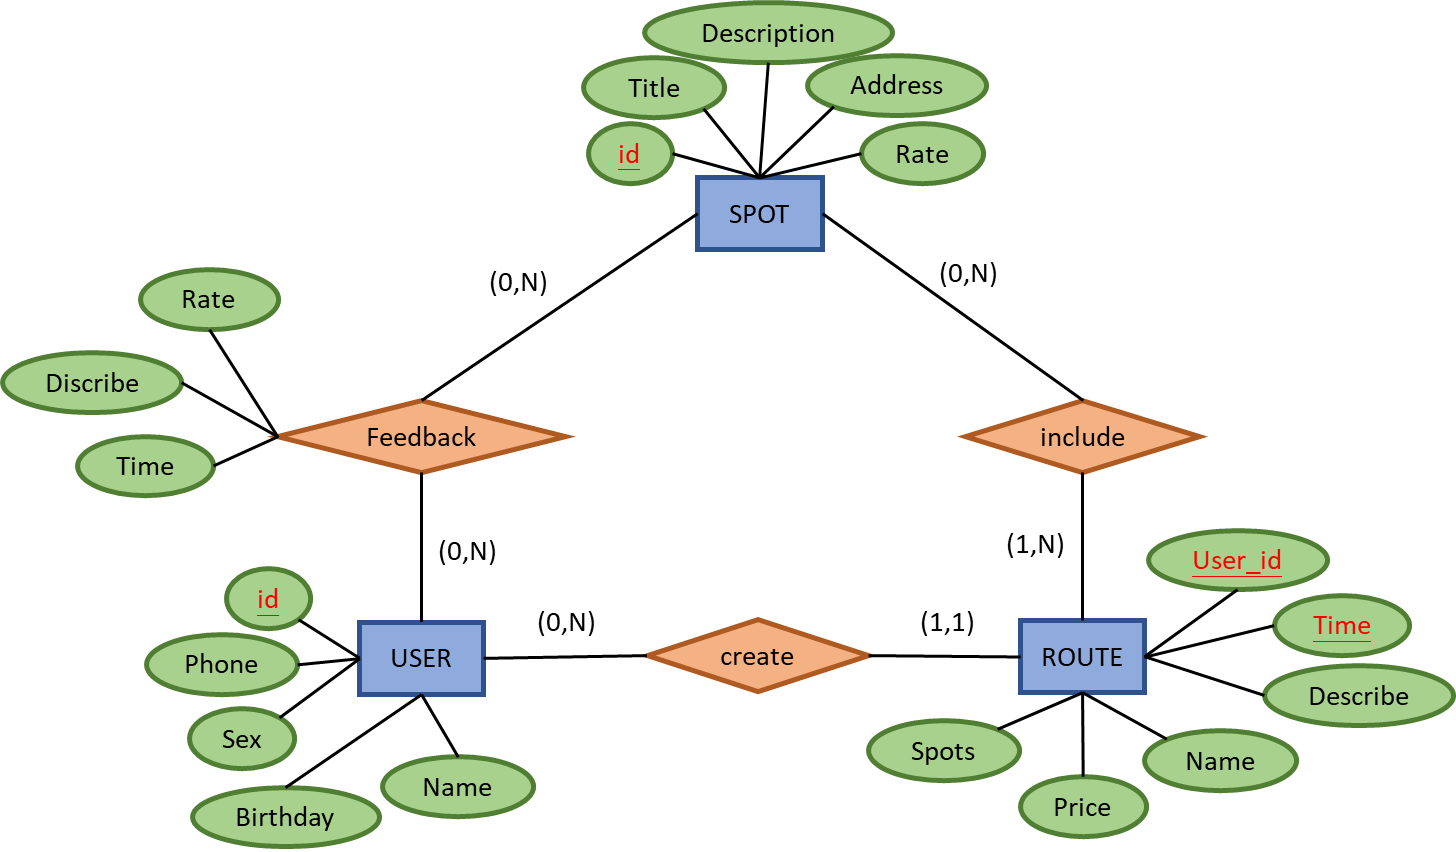 Description
Title
Address
id
Rate
SPOT
(0,N)
(0,N)
Rate
Discribe
Feedback
include
Time
(0,N)
(1,N)
User_id
id
(0,N)
(1,1)
Time
Phone
USER
create
ROUTE
Describe
Sex
Spots
Name
Name
Birthday
Price